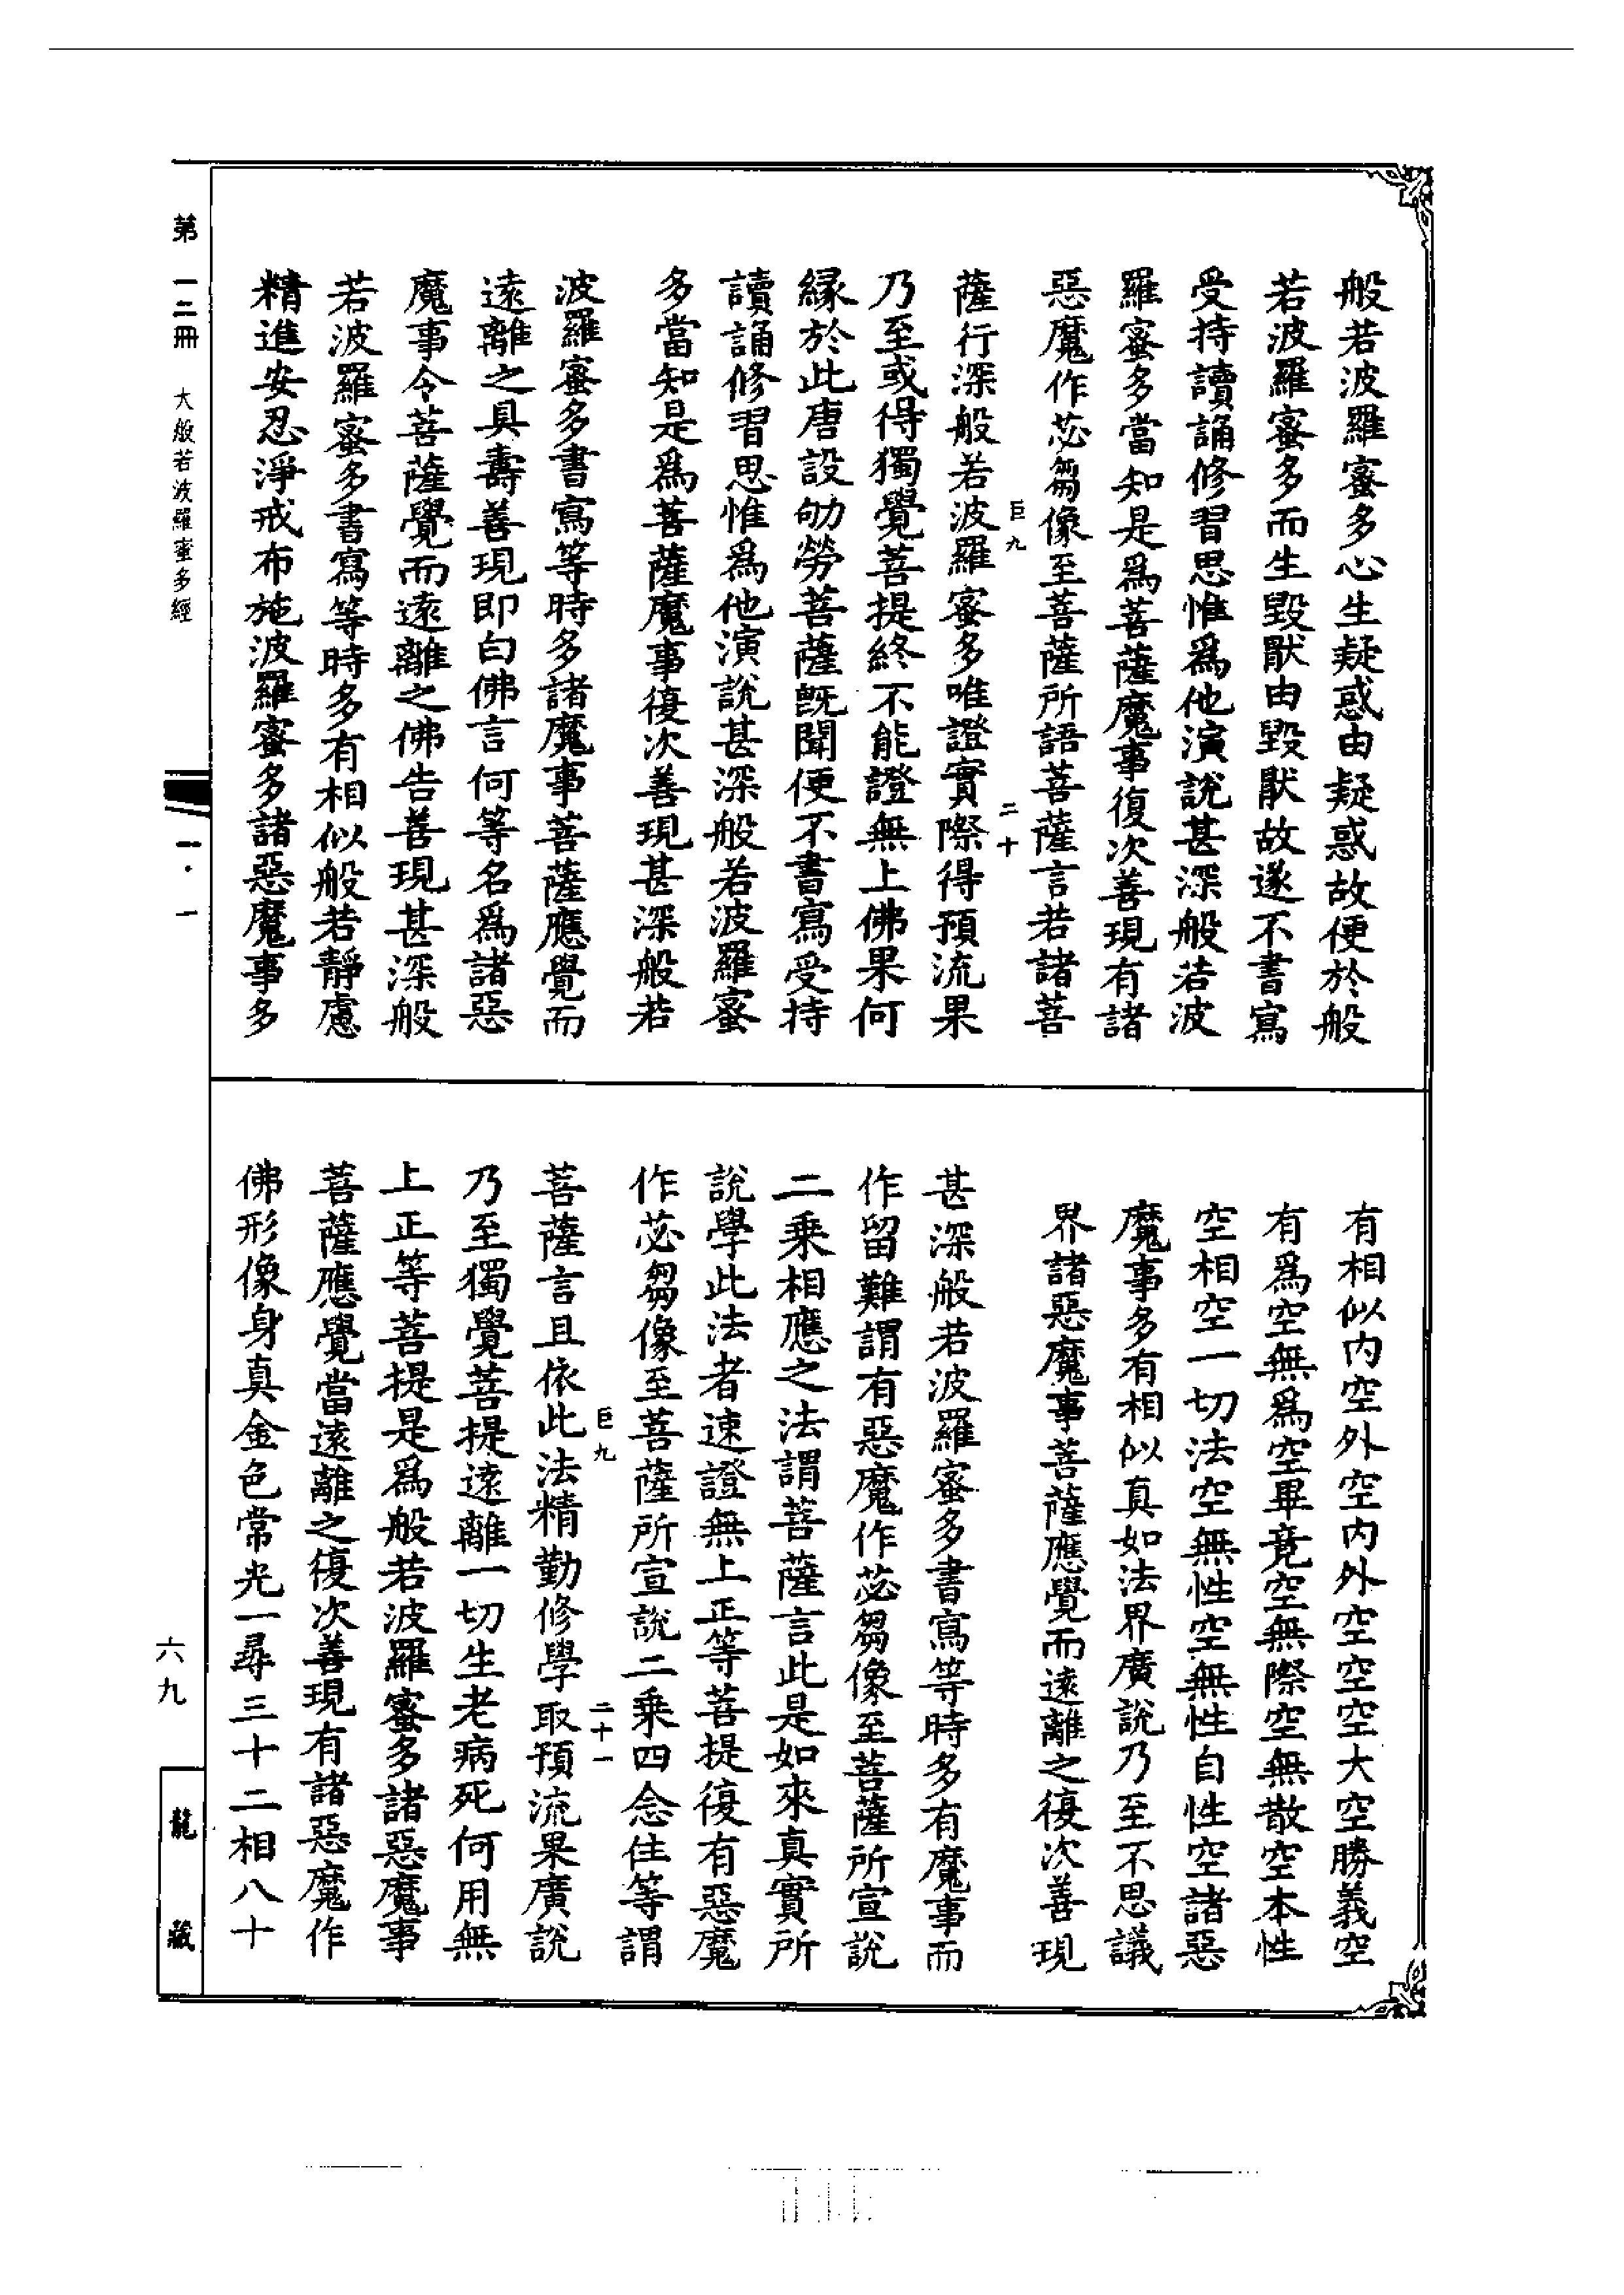 般若波羅蜜多心生疑惑由疑惑故便於般
若波羅蜜多而生毀猒由毀猒故遂不書寫
受持讀誦修習思惟爲他演說甚深般若波
羅蜜多當知是爲菩薩魔事復次善現有諸
惡魔作苾芻像至菩薩所語菩薩言若諸菩
巨九 二十
薩行深般若波羅蜜多唯證實際得預流果
乃至或得獨覺菩提終不能證無上佛果何
緣於此唐設劬勞菩薩旣聞便不書寫受持
讀誦修習思惟爲他演說甚深般若波羅蜜
多當知是爲菩薩魔事復次善現甚深般若
波羅蜜多書寫等時多諸魔事菩薩應覺而
遠離之具壽善現即白佛言何等名爲諸惡
魔事令菩薩覺而遠離之佛告善現甚深般
若波羅蜜多書寫等時多有相似般若靜慮
精進安忍淨戒布施波羅蜜多諸惡魔事多
有相似內空外空內外空空空大空勝義空
有爲空無爲空畢竟空無際空無散空本性
空相空一切法空無性空無性自性空諸惡
魔事多有相似真如法界廣說乃至不思議
界諸惡魔事菩薩應覺而遠離之復次善現
甚深般若波羅蜜多書寫等時多有魔事而
作留難謂有惡魔作苾芻像至菩薩所宣說
二乘相應之法謂菩薩言此是如來真實所
說學此法者速證無上正等菩提復有惡魔
作苾芻像至菩薩所宣說二乘四念住等謂
巨九 二十一
菩薩言且依此法精勤修學取預流果廣說
乃至獨覺菩提遠離一切生老病死何用無
上正等菩提是爲般若波羅蜜多諸惡魔事
菩薩應覺當遠離之復次善現有諸惡魔作
佛形像身真金色常光一尋三十二相八十
第一三冊 大般若波羅蜜多經 一·一
六九
龍藏